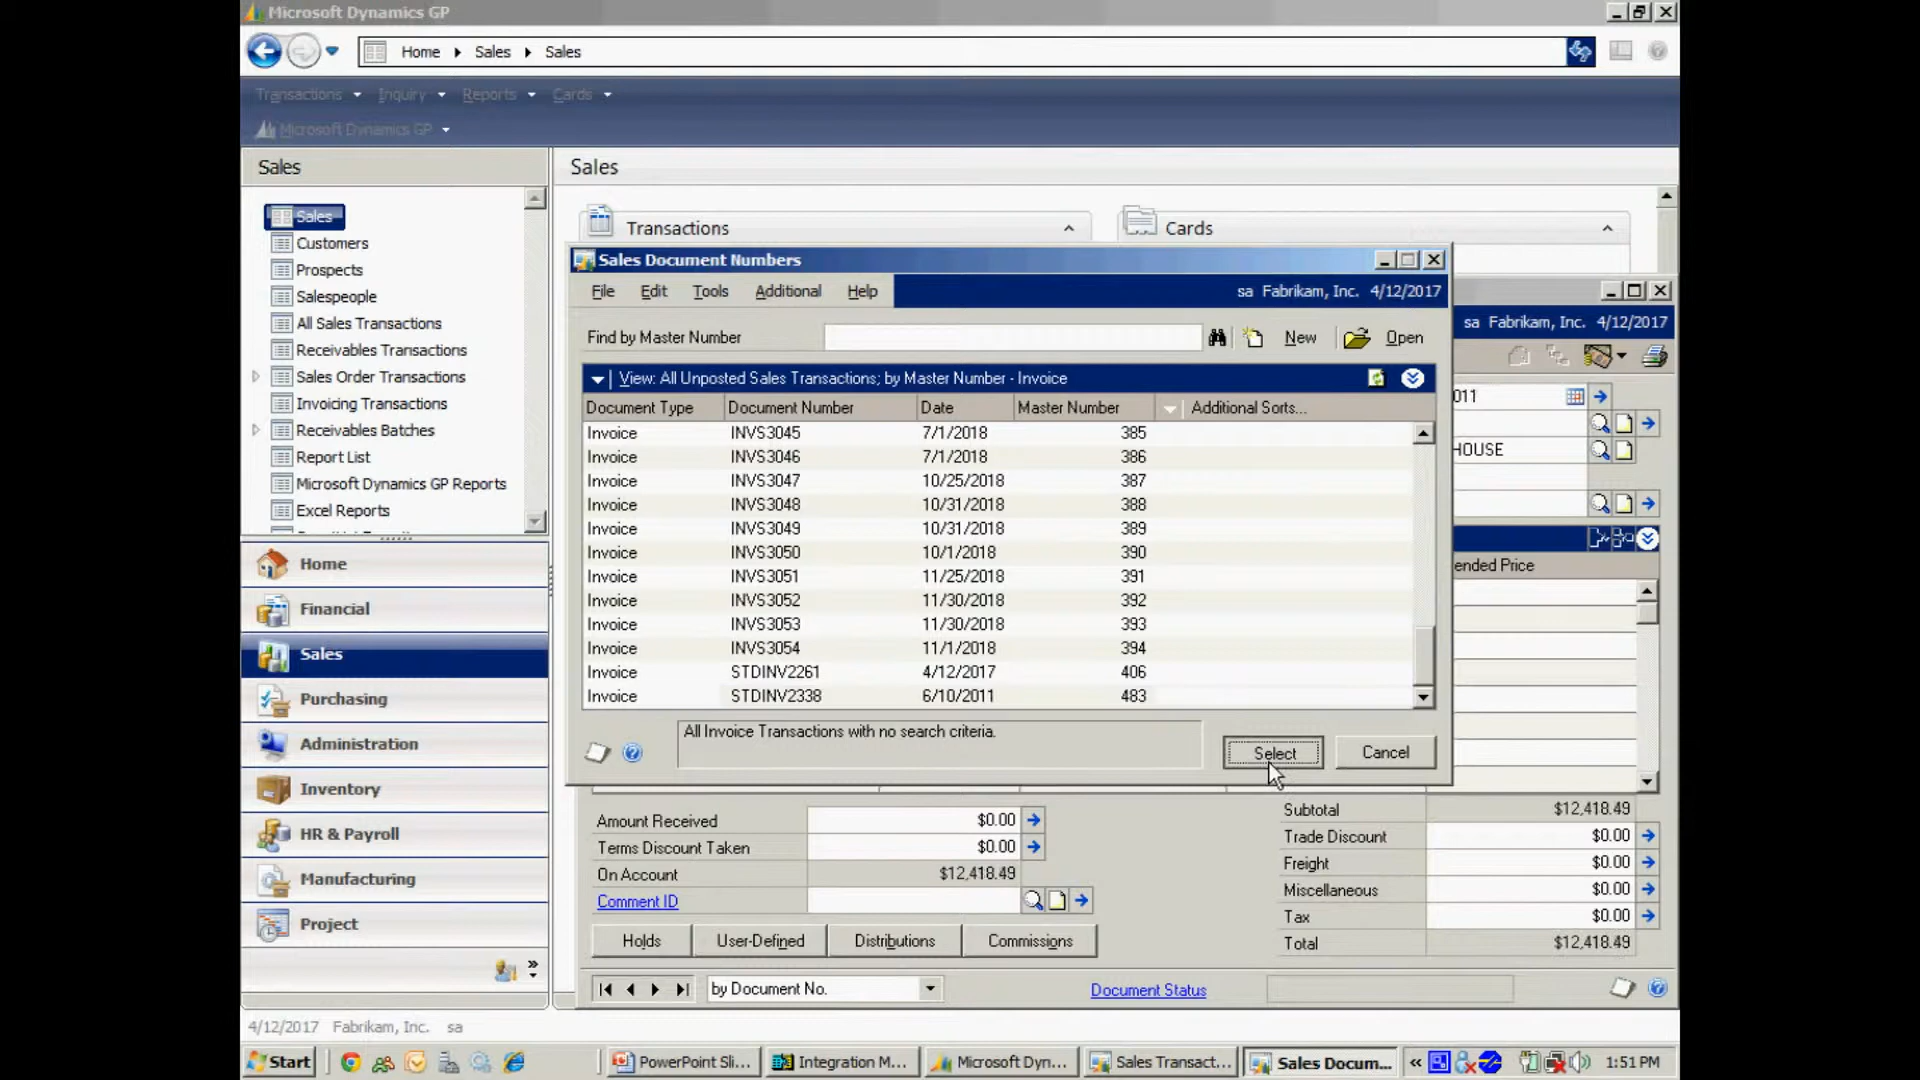 Microsoft Dynamics GP
Home Sales Sales
Transactions Inquiry Reports Cards
Microsoft Dynamics GP
Sales
Sales
Sales
Customers
Prospects
Salespeople
All Sales Transactions
Receivables Transactions
Sales Order Transactions
Invoicing Transactions
Receivables Batches
Report List
Microsoft Dynamics GP Reports
Excel Reports
Home
Financial
Sales
Purchasing
Administration
Inventory
HR & Payroll
Manufacturing
Project
Transactions
Cards
Sales Document Numbers
File Edit Tools Additional Help
sa Fabrikam, Inc. 4/12/2017
Find by Master Number
New
Open
View: All Unposted Sales Transactions; by Master Number - Invoice
Document Type Document Number Date Master Number Additional Sorts...
Invoice INVS3045 7/1/2018 385
Invoice INVS3046 7/1/2018 386
Invoice INVS3047 10/25/2018 387
Invoice INVS3048 10/31/2018 388
Invoice INVS3049 10/31/2018 389
Invoice INVS3050 10/1/2018 390
Invoice INVS3051 11/25/2018 391
Invoice INVS3052 11/30/2018 392
Invoice INVS3053 11/30/2018 393
Invoice INVS3054 11/1/2018 394
Invoice STDINV2261 4/12/2017 406
Invoice STDINV2338 6/10/2011 483
All Invoice Transactions with no search criteria.
Select
Cancel
sa Fabrikam, Inc. 4/12/2017
011
HOUSE
ended Price
Amount Received $0.00
Terms Discount Taken $0.00
On Account $12,418.49
Comment ID
Holds User-Defined Distributions Commissions
Subtotal $12,418.49
Trade Discount $0.00
Freight $0.00
Miscellaneous $0.00
Tax $0.00
Total $12,418.49
by Document No.
Document Status
4/12/2017 Fabrikam, Inc. sa
Start
PowerPoint Sli...
Integration M...
Microsoft Dyn...
Sales Transact...
Sales Docum...
« 1:51 PM